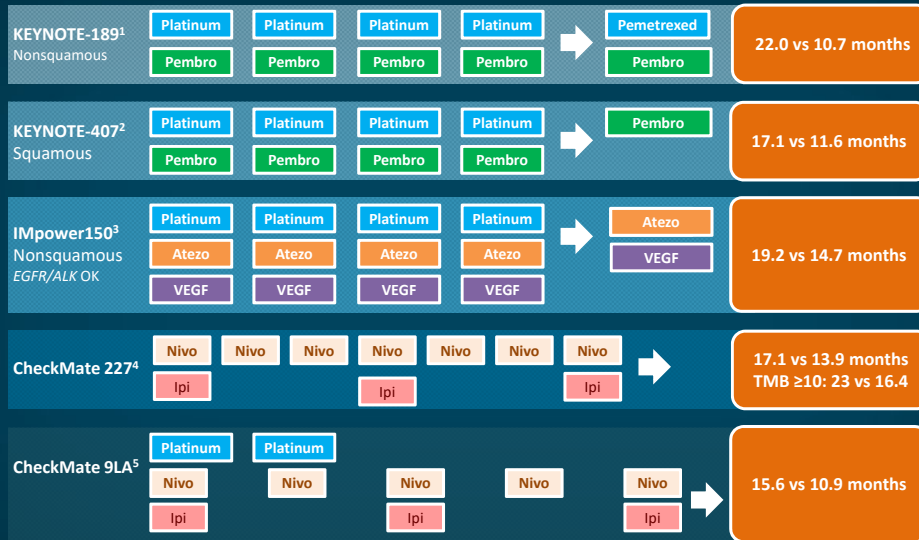 KEYNOTE-189¹
Nonsquamous
Platinum Platinum Platinum Platinum Pemetrexed
Pembro Pembro Pembro Pembro Pembro
22.0 vs 10.7 months
KEYNOTE-407²
Squamous
Platinum Platinum Platinum Platinum Pembro
Pembro Pembro Pembro Pembro
17.1 vs 11.6 months
IMpower150³
Nonsquamous
EGFR/ALK OK
Platinum Platinum Platinum Platinum Atezo
Atezo Atezo Atezo Atezo VEGF
VEGF VEGF VEGF VEGF
19.2 vs 14.7 months
CheckMate 227⁴
Nivo Nivo Nivo Nivo Nivo Nivo Nivo
Ipi Ipi Ipi
17.1 vs 13.9 months
TMB ≥10: 23 vs 16.4
CheckMate 9LA⁵
Platinum Platinum
Nivo Nivo Nivo Nivo Nivo
Ipi Ipi Ipi
15.6 vs 10.9 months